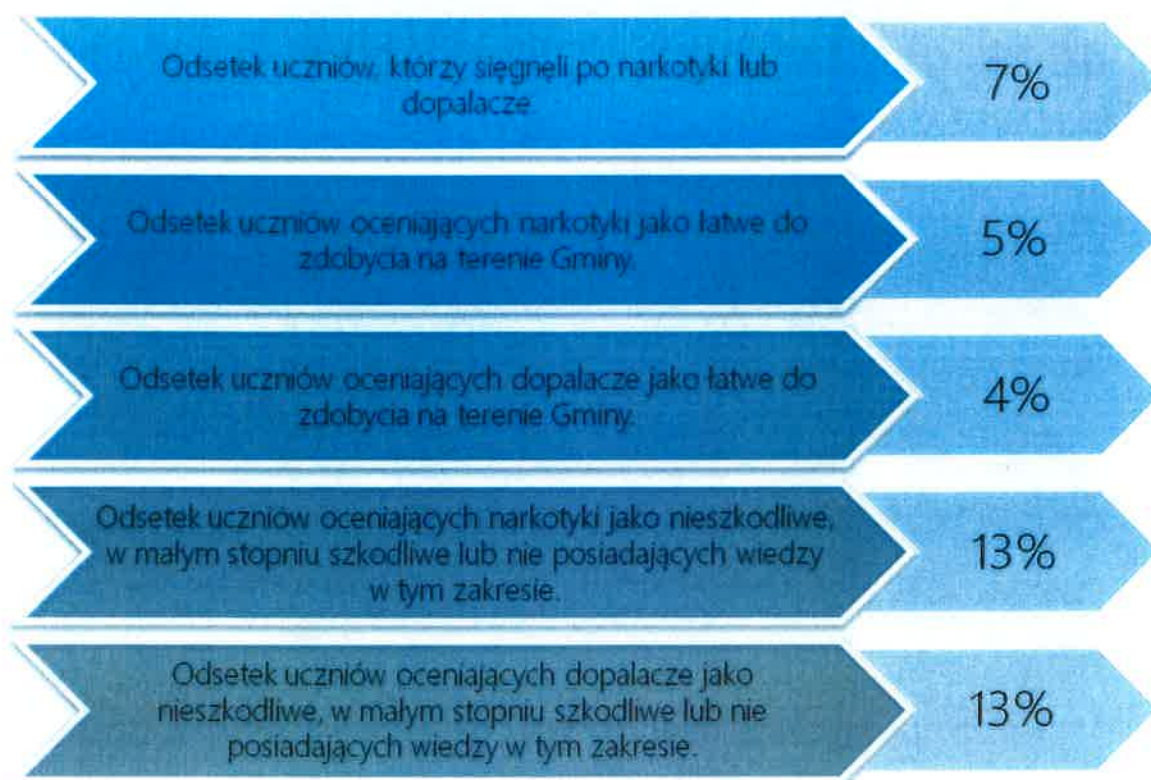 Odsetek uczniów, którzy sięgnęli po narkotyki lub
dopalacze.
7%
Odsetek uczniów oceniających narkotyki jako łatwe do
zdobycia na terenie Gminy.
5%
Odsetek uczniów oceniających dopalacze jako łatwe do
zdobycia na terenie Gminy.
4%
Odsetek uczniów oceniających narkotyki jako nieszkodliwe,
w małym stopniu szkodliwe lub nie posiadających wiedzy
w tym zakresie.
13%
Odsetek uczniów oceniających dopalacze jako
nieszkodliwe, w małym stopniu szkodliwe lub nie
posiadających wiedzy w tym zakresie.
13%